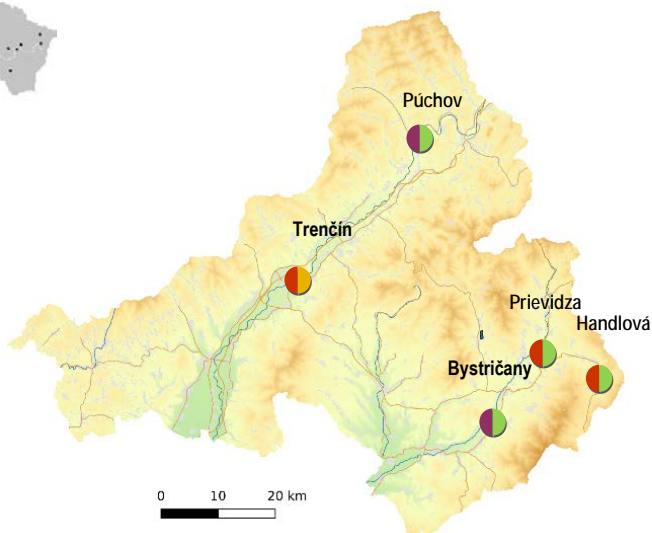 Púchov
Trenčín
Prievidza
Handlová
Bystričany
0 10 20 km